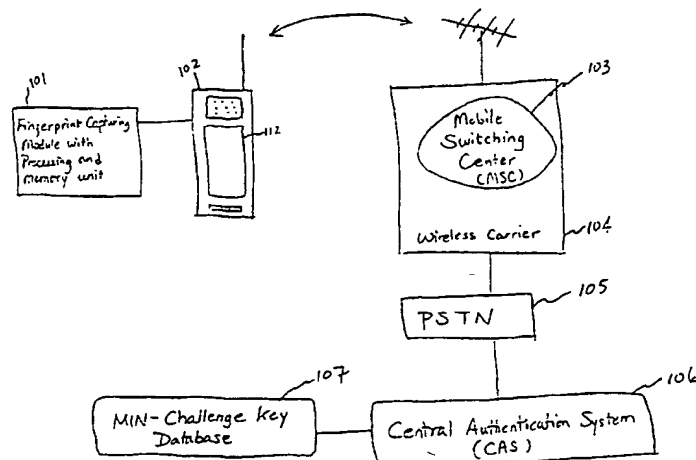 101
Fingerprint Capturing
Module with
Processing and
Memory unit
102
112
103
Mobile
Switching
Center
(MSC)
Wireless Carrier
104
PSTN
105
107
MIN-Challenge Key
Database
106
Central Authentication System
(CAS)